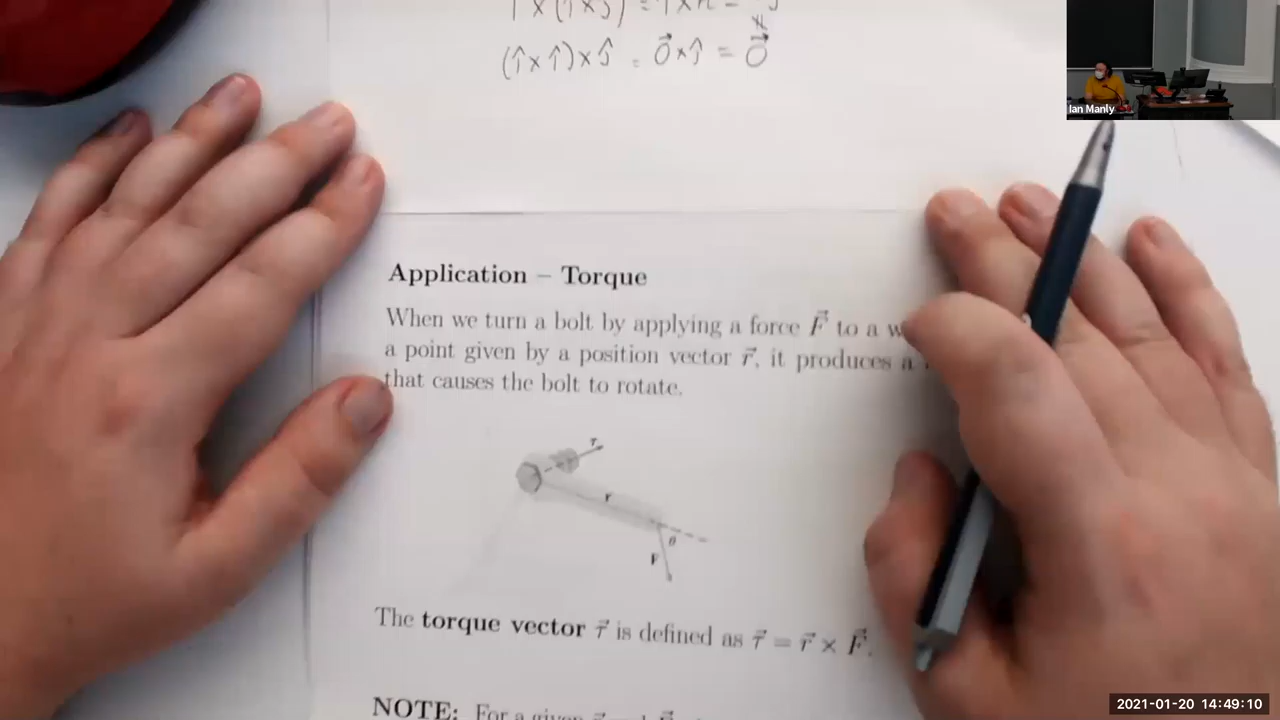 (î × î) × ĵ = 0⃗ × ĵ = 0⃗
Ian Manly
Application – Torque
When we turn a bolt by applying a force F⃗ to a
a point given by a position vector r⃗, it produces a
that causes the bolt to rotate.
τ
r
θ
F
The torque vector τ⃗ is defined as τ⃗ = r⃗ × F⃗.
NOTE: For a given
2021-01-20 14:49:10